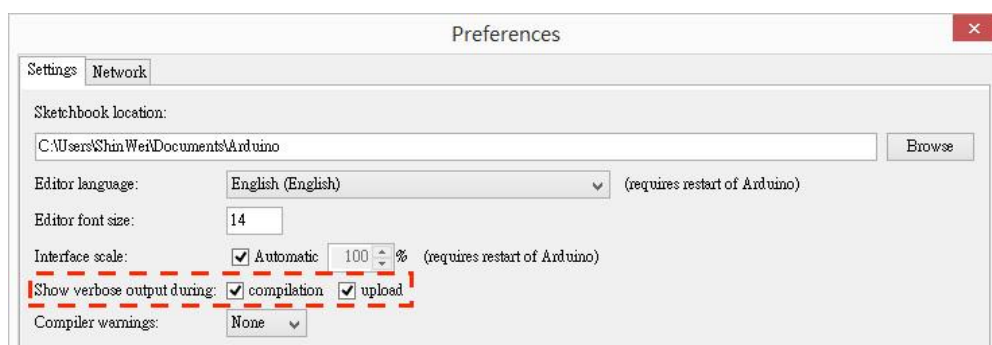 Preferences
Settings Network
Sketchbook location:
C:\Users\ShinWei\Documents\Arduino Browse
Editor language: English (English) (requires restart of Arduino)
Editor font size: 14
Interface scale: Automatic 100 % (requires restart of Arduino)
Show verbose output during: compilation upload
Compiler warnings: None